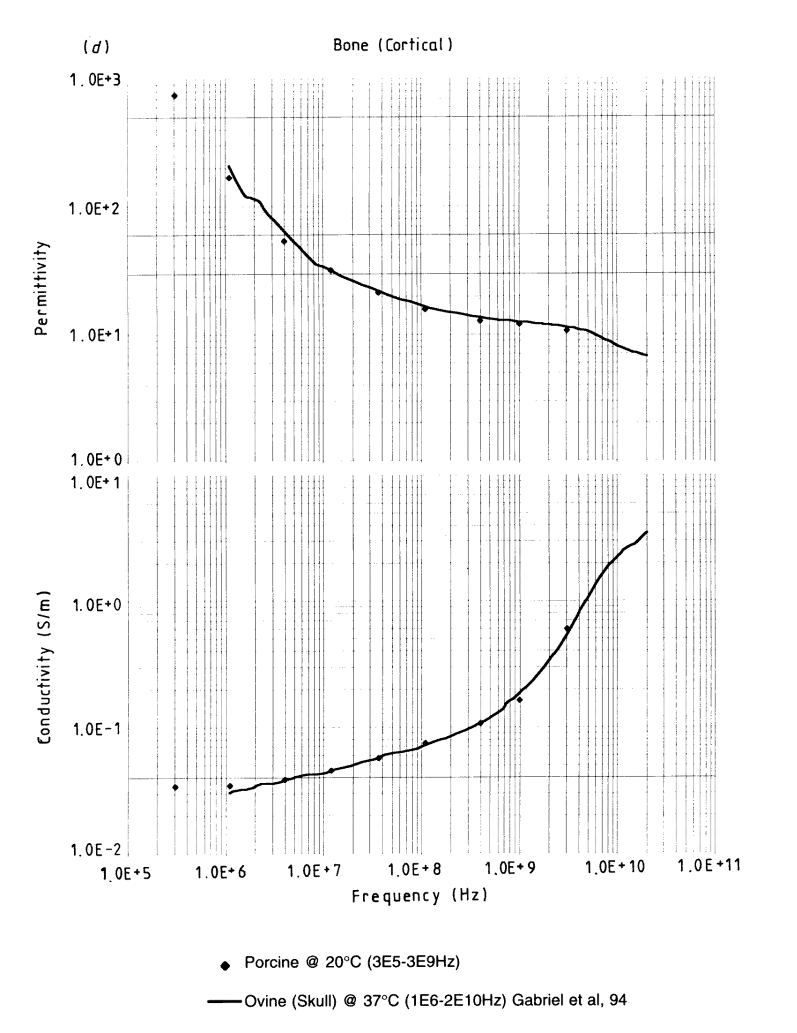 (d)
Bone (Cortical)
1.0E+3
1.0E+2
1.0E+1
1.0E+0
Permittivity
1.0E+1
1.0E+0
1.0E-1
1.0E-2
Conductivity (S/m)
1.0E+5
1.0E+6
1.0E+7
1.0E+8
1.0E+9
1.0E+10
1.0E+11
Frequency (Hz)
Porcine @ 20°C (3E5-3E9Hz)
Ovine (Skull) @ 37°C (1E6-2E10Hz) Gabriel et al, 94